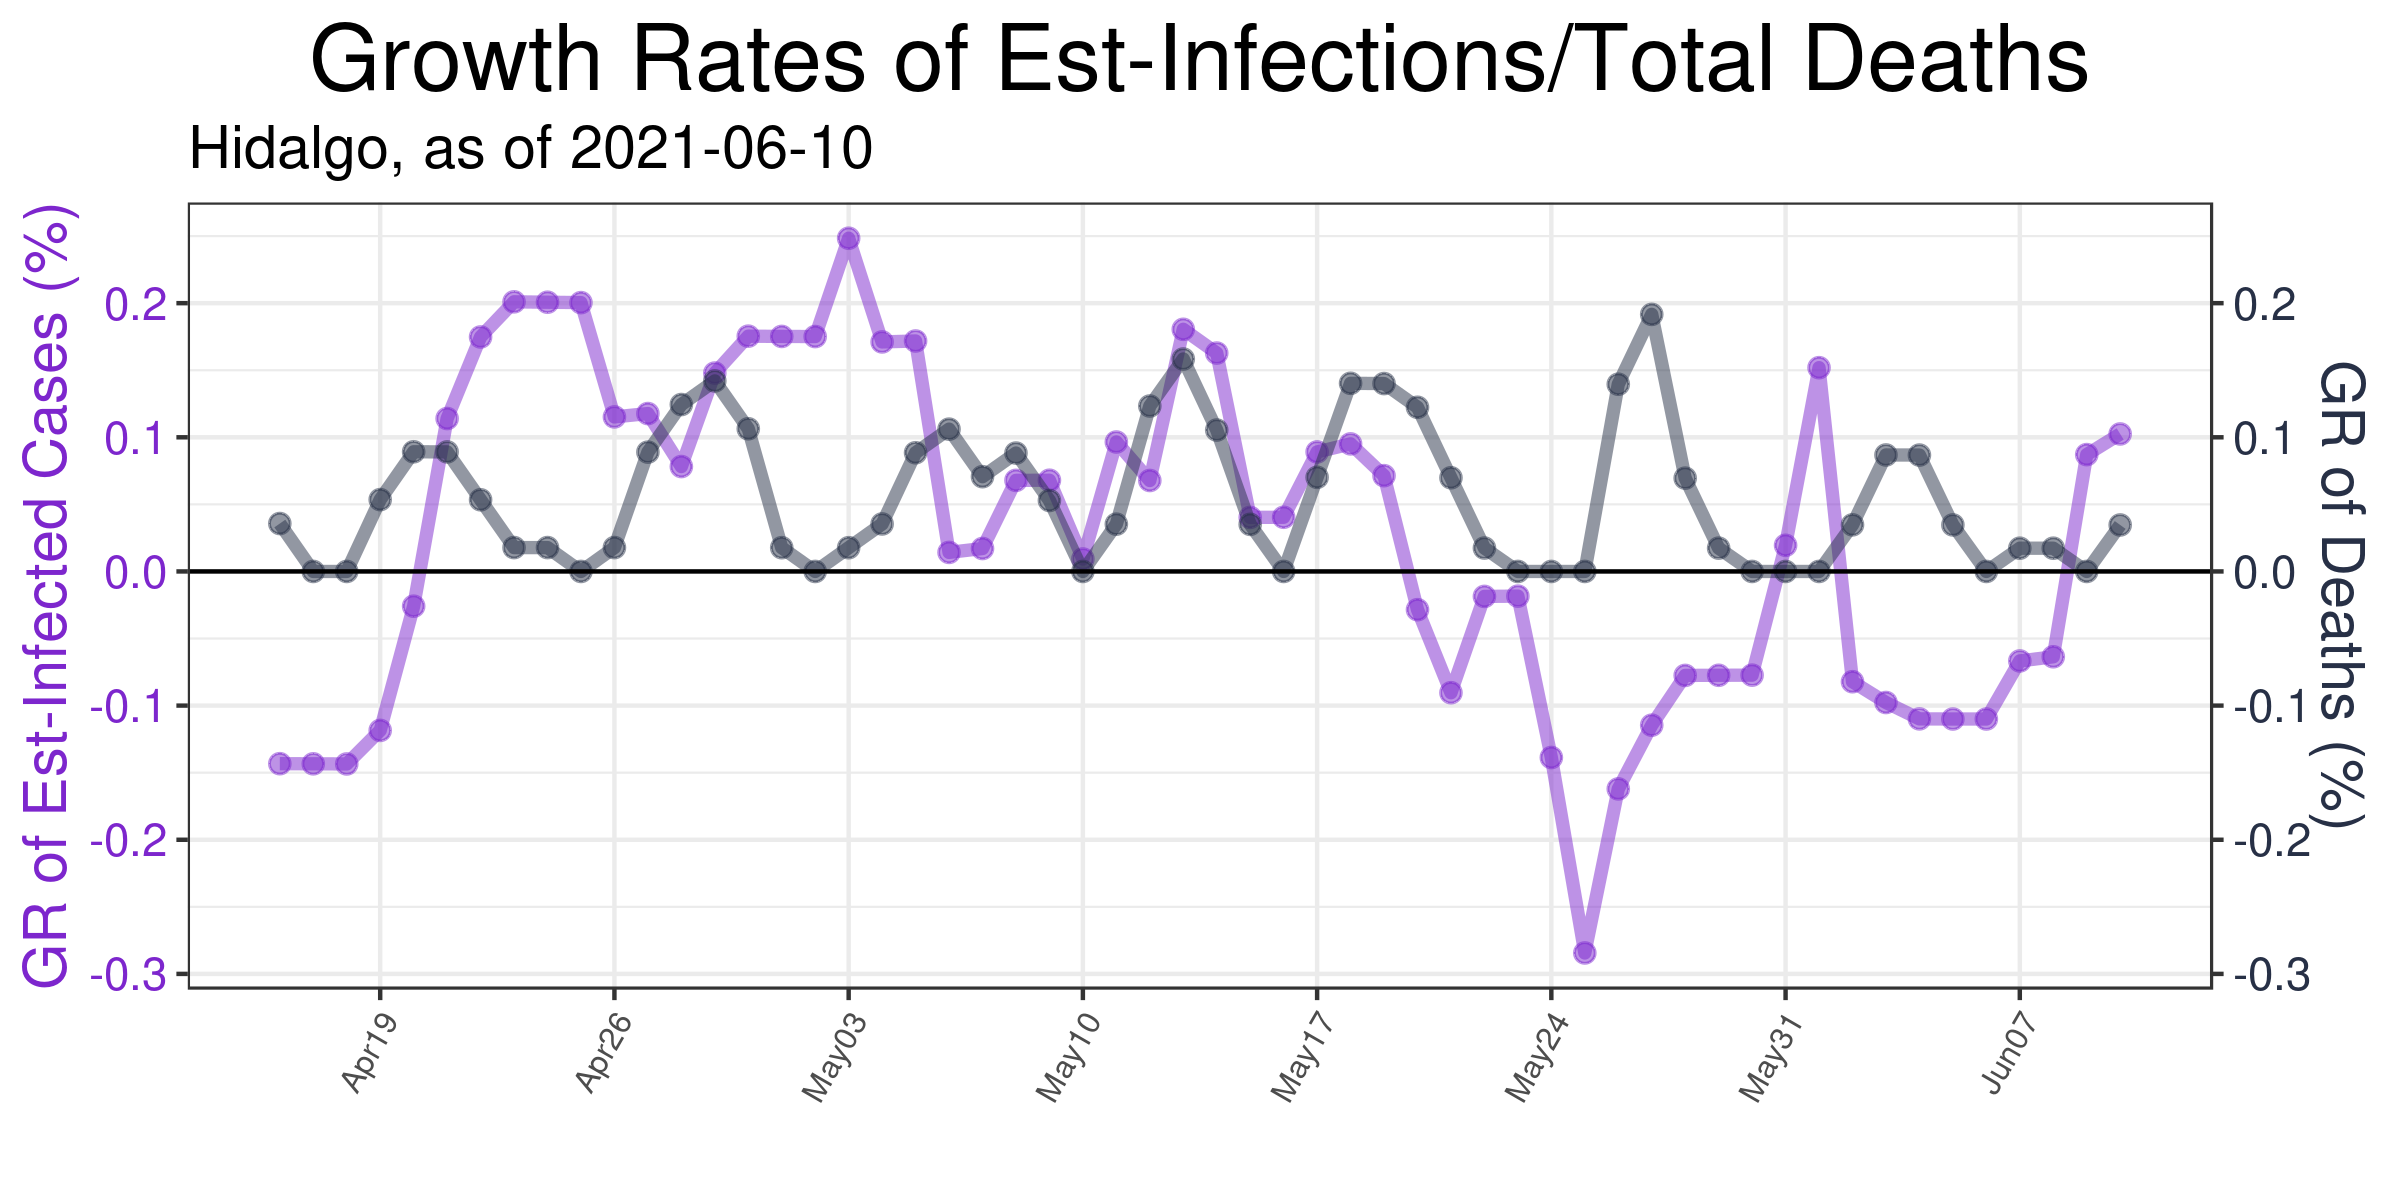 Growth Rates of Est-Infections/Total Deaths
Hidalgo, as of 2021-06-10
GR of Est-Infected Cases (%)
0.2
0.1
0.0
-0.1
-0.2
-0.3
0.2
0.1
0.0
-0.1
-0.2
-0.3
GR of Deaths (%)
Apr19
Apr26
May03
May10
May17
May24
May31
Jun07